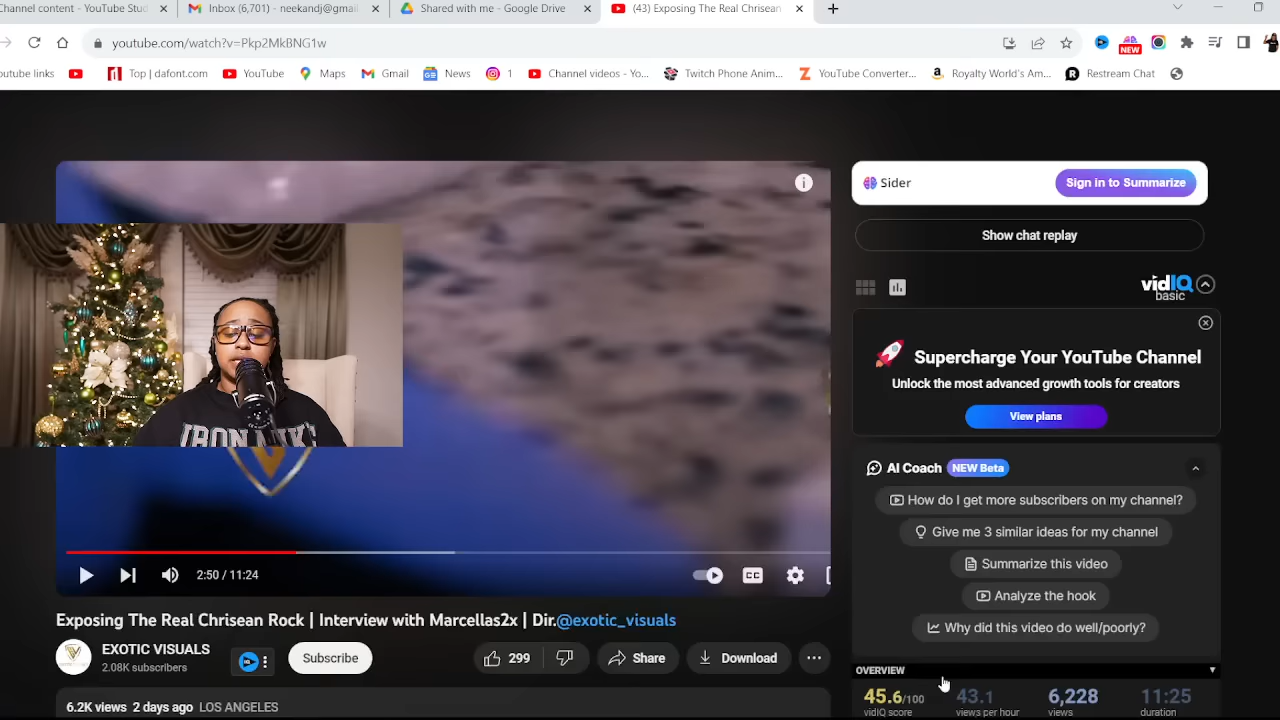 Channel content - YouTube Stud
Inbox (6,701) - neekandj@gmail
Shared with me - Google Drive
(43) Exposing The Real Chrisean
youtube.com/watch?v=Pkp2MkBNG1w
NEW
outube links
Top | dafont.com
YouTube
Maps
Gmail
News
1
Channel videos - Yo...
Twitch Phone Anim...
YouTube Converter...
Royalty World's Am...
Restream Chat
Sider
Sign in to Summarize
Show chat replay
vidIQ
basic
Supercharge Your YouTube Channel
Unlock the most advanced growth tools for creators
View plans
IRON MIKE
AI Coach NEW Beta
How do I get more subscribers on my channel?
Give me 3 similar ideas for my channel
Summarize this video
Analyze the hook
Why did this video do well/poorly?
2:50 / 11:24
CC
Exposing The Real Chrisean Rock | Interview with Marcellas2x | Dir.@exotic_visuals
EXOTIC VISUALS
2.08K subscribers
Subscribe
299
Share
Download
6.2K views 2 days ago LOS ANGELES
OVERVIEW
45.6/100
vidIQ score
43.1
views per hour
6,228
views
11:25
duration